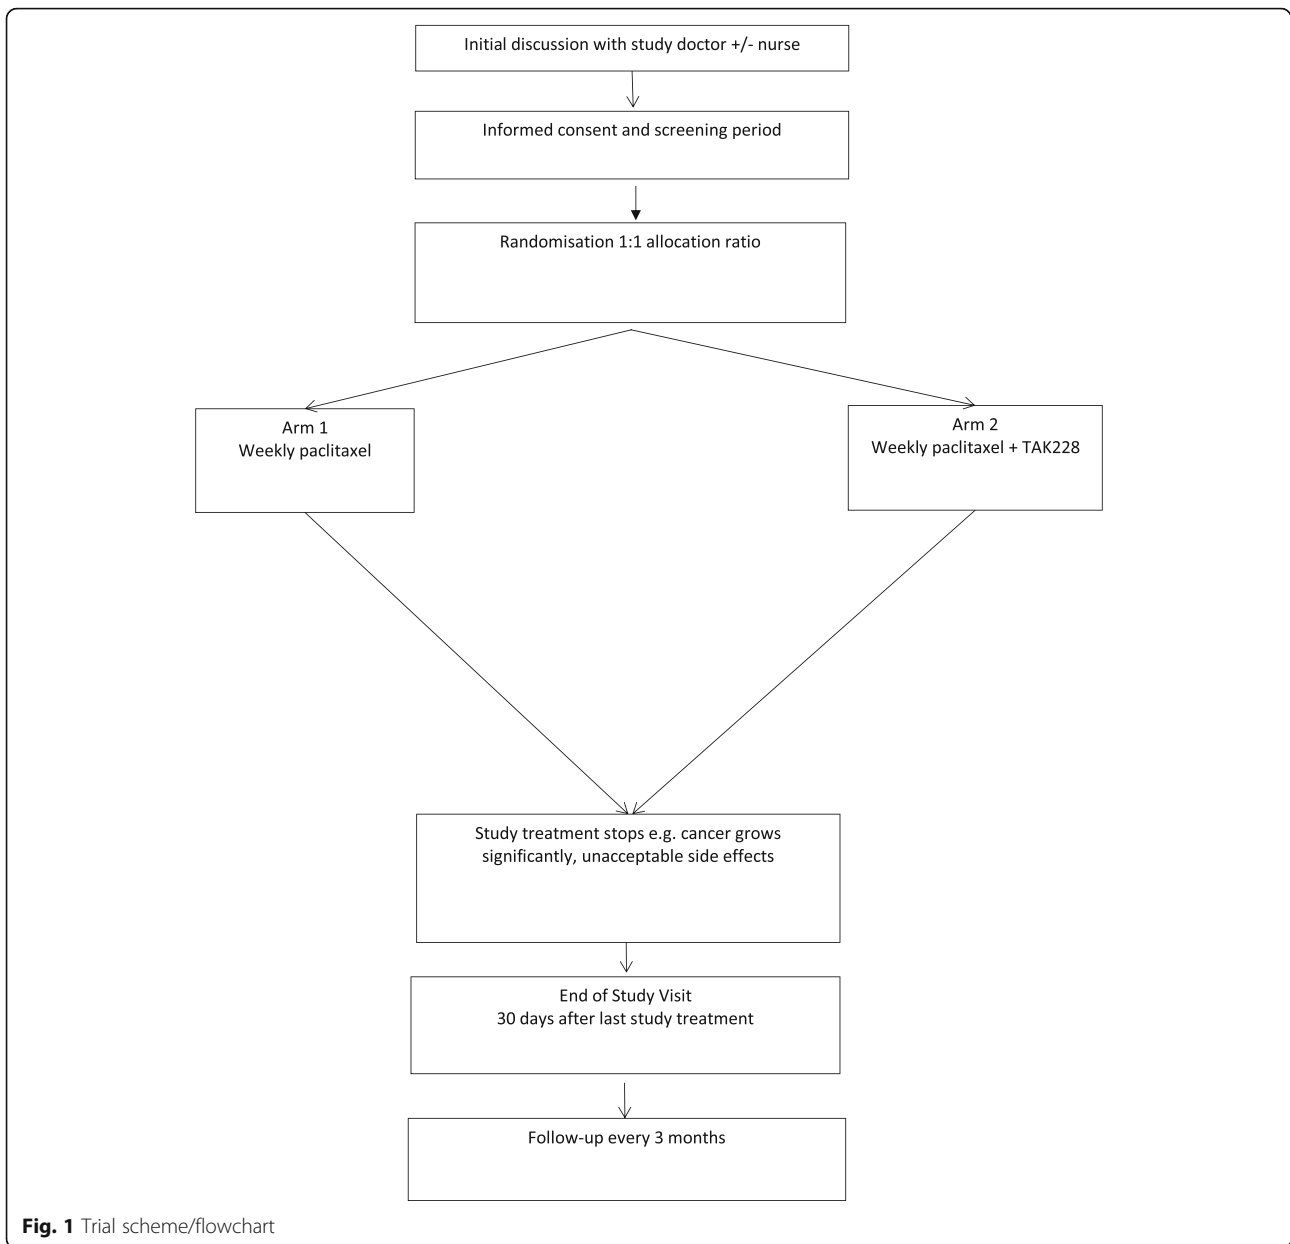 Initial discussion with study doctor +/- nurse
Informed consent and screening period
Randomisation 1:1 allocation ratio
Arm 1
Weekly paclitaxel
Arm 2
Weekly paclitaxel + TAK228
Study treatment stops e.g. cancer grows
significantly, unacceptable side effects
End of Study Visit
30 days after last study treatment
Follow-up every 3 months
Fig. 1 Trial scheme/flowchart